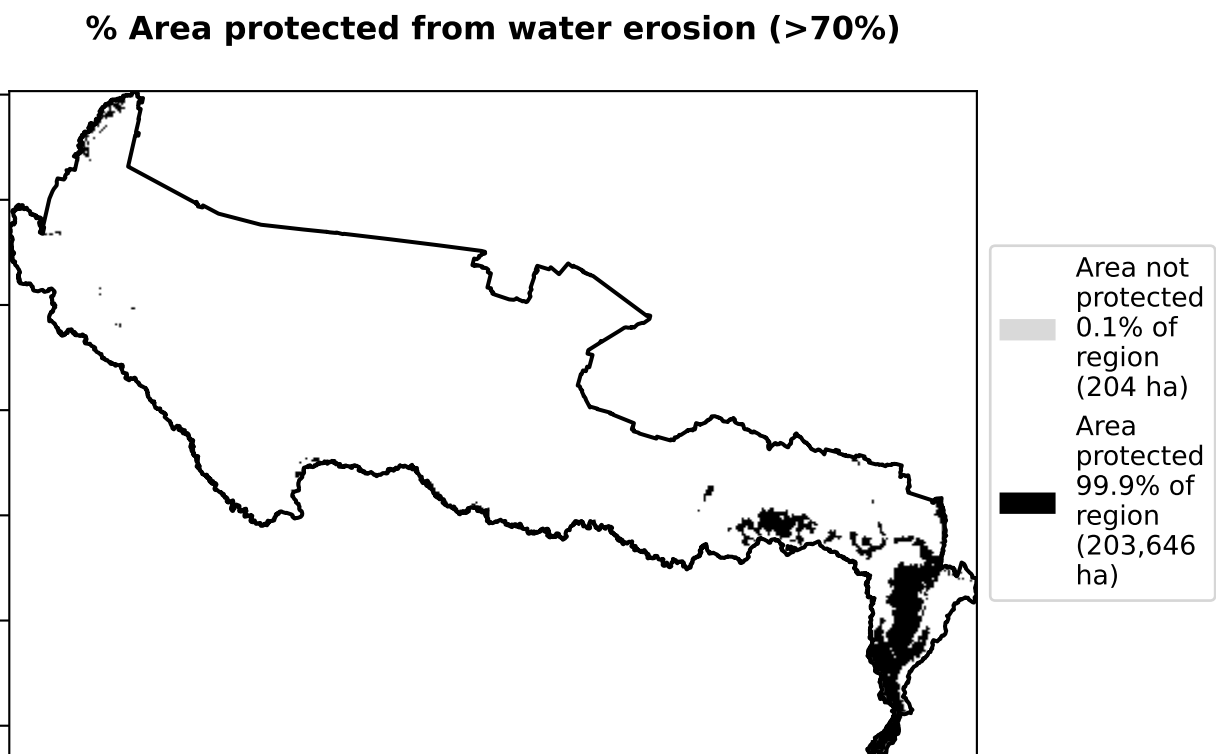 % Area protected from water erosion (>70%)
Area not
protected
0.1% of
region
(204 ha)
Area
protected
99.9% of
region
(203,646
ha)